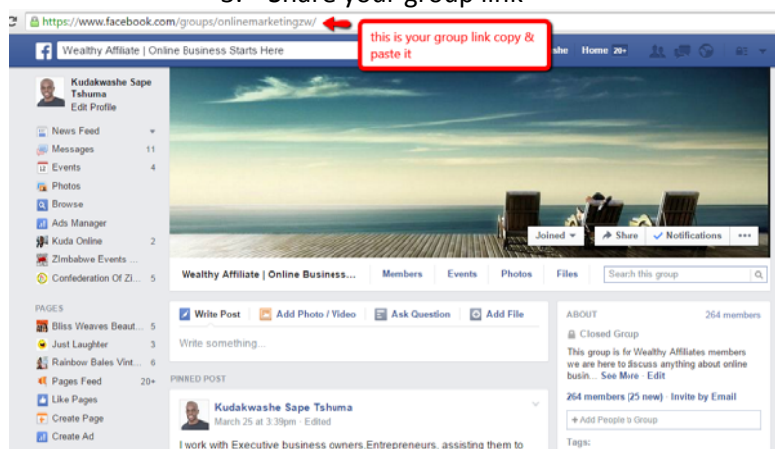 https://www.facebook.com/groups/onlinemarketingzw/
this is your group link copy &
paste it
Wealthy Affiliate | Online Business Starts Here
Home 20+
Kudakwashe Sape
Tshuma
Edit Profile
News Feed
Messages 11
Events 4
Photos
Browse
Ads Manager
Kuda Online 2
Zimbabwe Events ...
Confederation Of Zi... 5
PAGES
Bliss Weaves Beaut... 5
Just Laughter 3
Rainbow Bales Vint... 6
Pages Feed 20+
Like Pages
Create Page
Create Ad
Joined
Share
Notifications
Wealthy Affiliate | Online Business...
Members
Events
Photos
Files
Search this group
Write Post
Add Photo / Video
Ask Question
Add File
Write something...
PINNED POST
Kudakwashe Sape Tshuma
March 25 at 3:39pm · Edited
I work with Executive business owners, Entrepreneurs, assisting them to
ABOUT 264 members
Closed Group
This group is for Wealthy Affiliates members
we are here to discuss anything about online
busin... See More · Edit
264 members (25 new) · Invite by Email
+ Add People to Group
Tags: